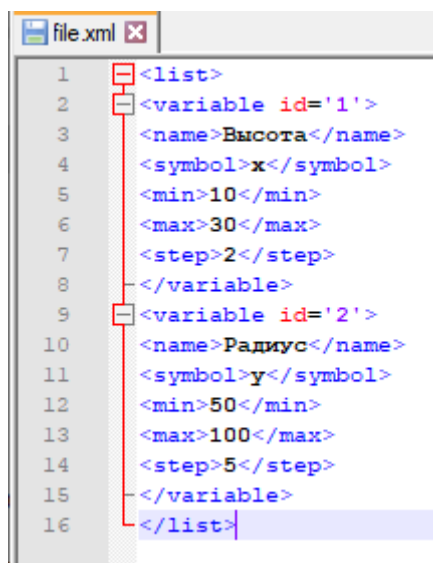 file.xml
1 <list>
2 <variable id='1'>
3 <name>Высота</name>
4 <symbol>x</symbol>
5 <min>10</min>
6 <max>30</max>
7 <step>2</step>
8 </variable>
9 <variable id='2'>
10 <name>Радиус</name>
11 <symbol>y</symbol>
12 <min>50</min>
13 <max>100</max>
14 <step>5</step>
15 </variable>
16 </list>